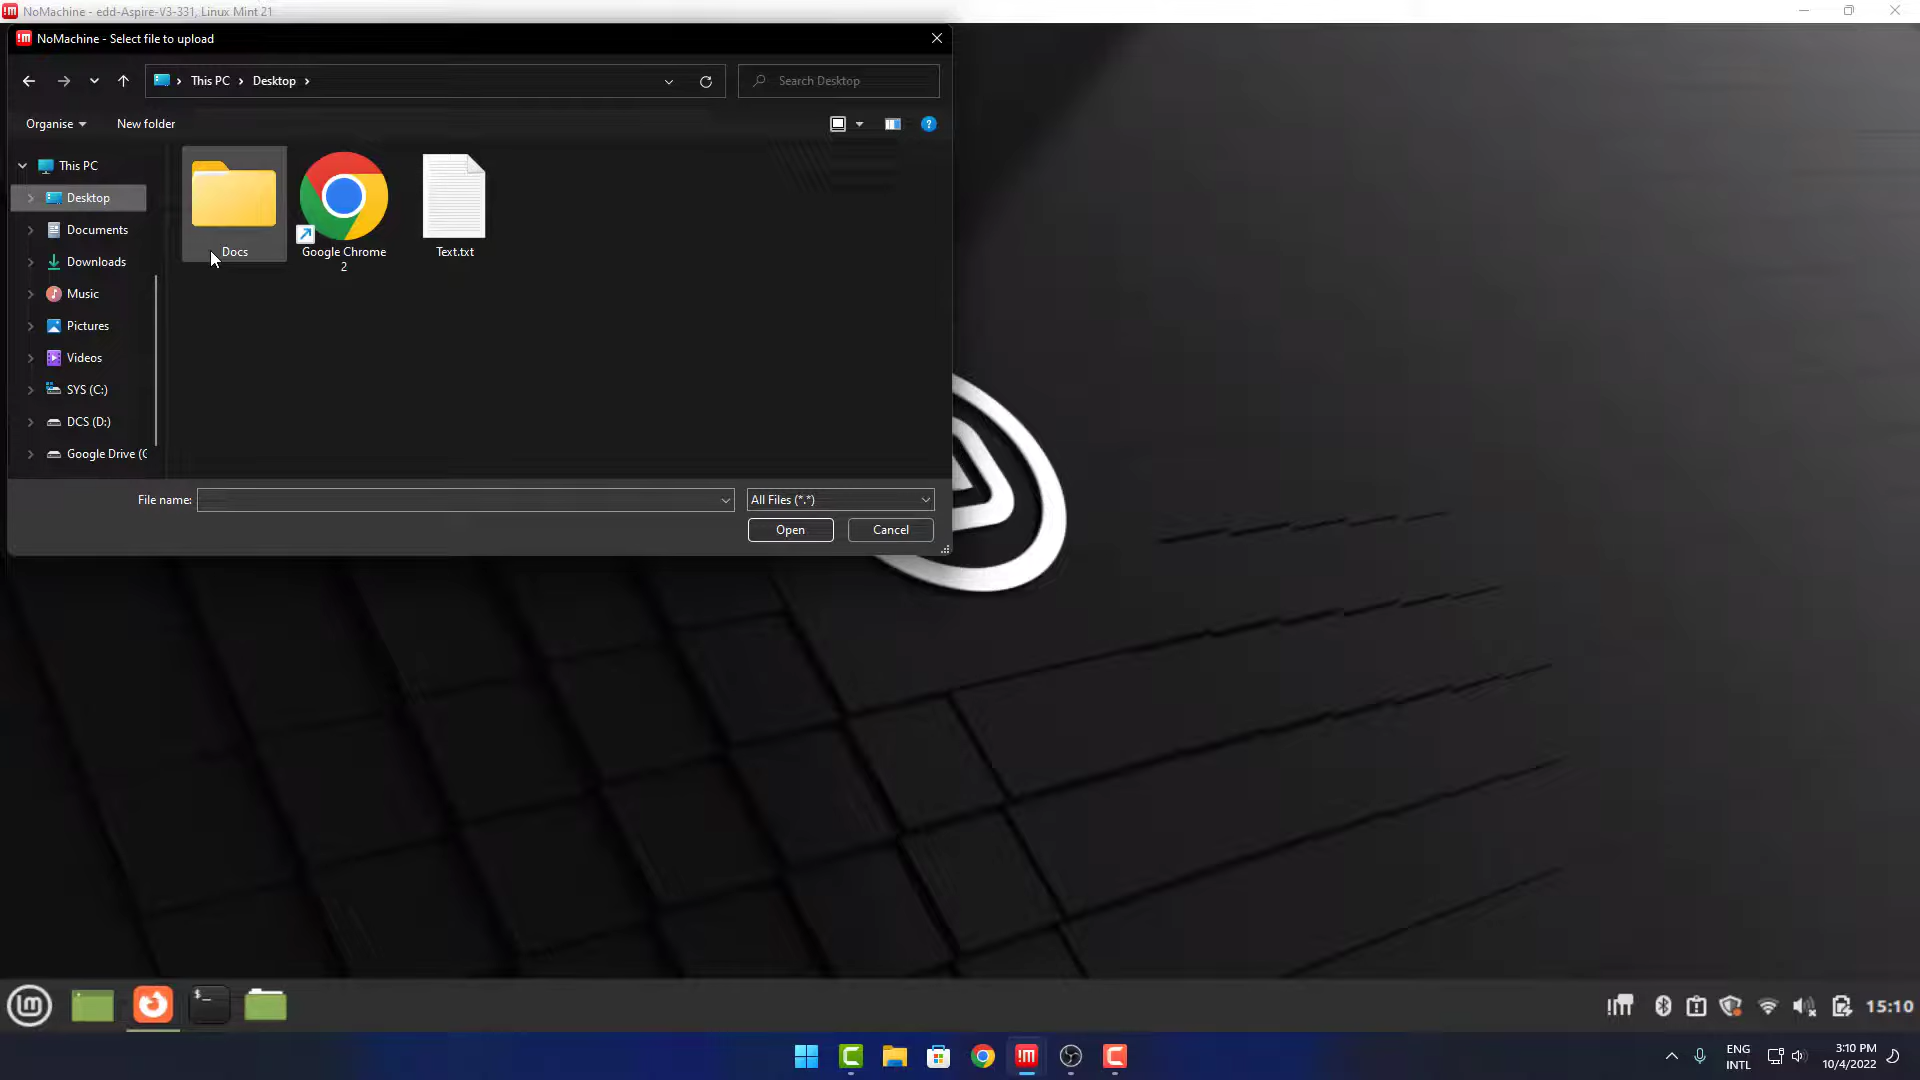 NoMachine - edd-Aspire-V3-331, Linux Mint 21
NoMachine - Select file to upload
This PC
Desktop
Search Desktop
Organise
New folder
This PC
Desktop
Documents
Downloads
Music
Pictures
Videos
SYS (C:)
DCS (D:)
Google Drive (G
Docs
Google Chrome
2
Text.txt
File name:
All Files (*.*)
Open
Cancel
15:10
ENG
INTL
3:10 PM
10/4/2022